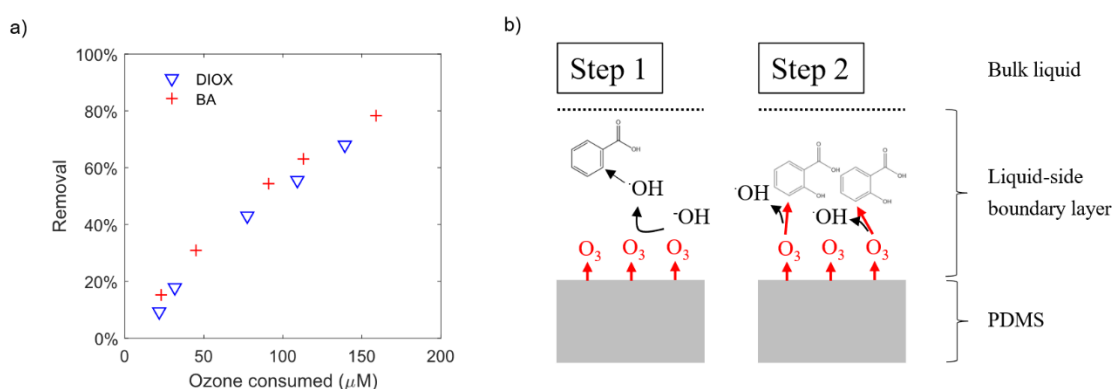 a)
100%
80%
60%
40%
20%
0%
Removal
DIOX
BA
0
50
100
150
200
Ozone consumed (µM)
b)
Step 1
Step 2
Bulk liquid
O
OH
·OH
-OH
O₃ O₃ O₃
O
OH
OH
O
OH
OH
·OH
·OH
O₃ O₃ O₃
Liquid-side
boundary layer
PDMS